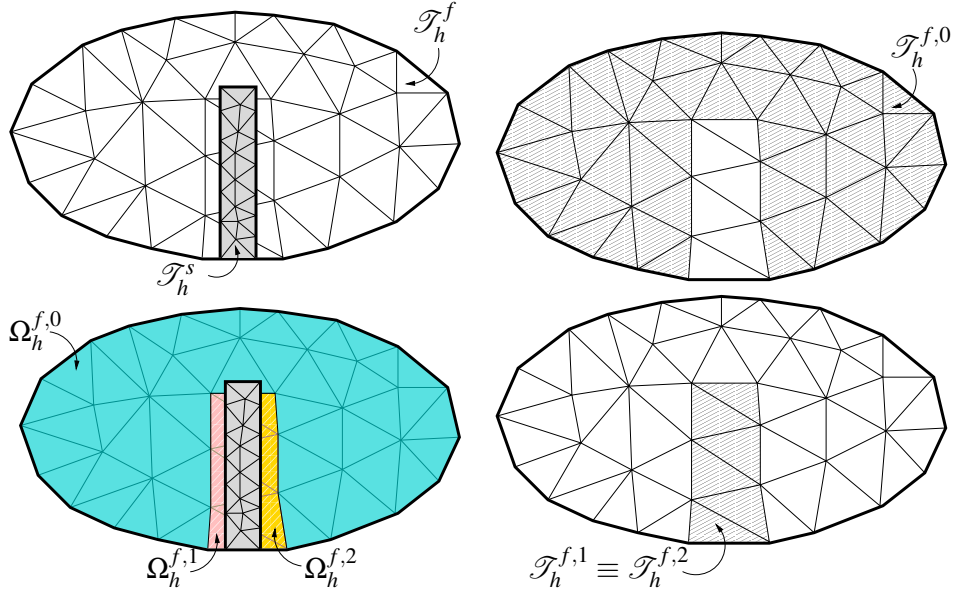 𝒯_h^f
𝒯_h^{f,0}
𝒯_h^s
Ω_h^{f,0}
Ω_h^{f,1}
Ω_h^{f,2}
𝒯_h^{f,1} ≡ 𝒯_h^{f,2}